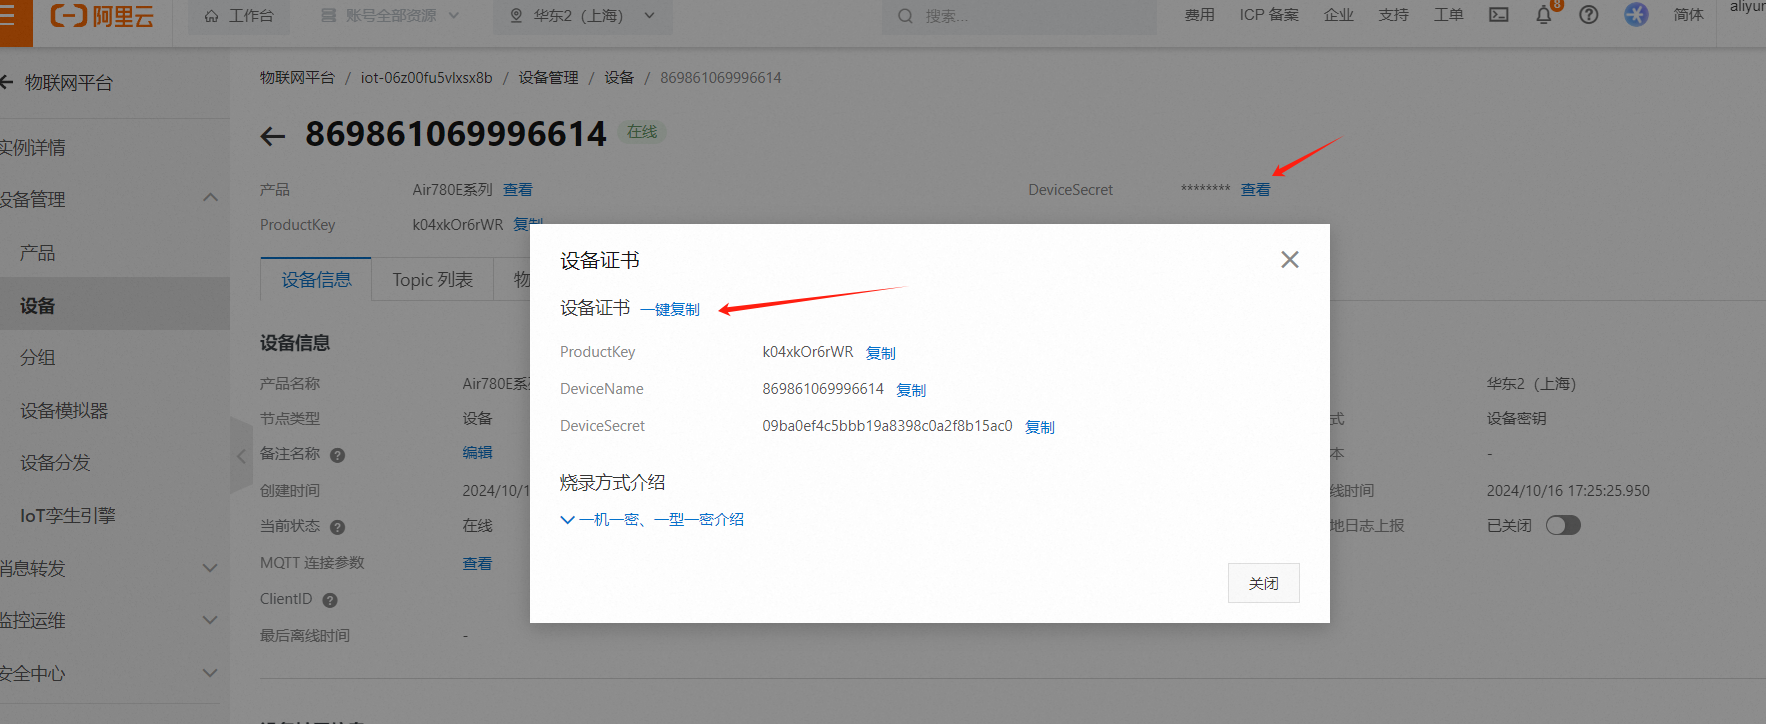 阿里云 工作台 账号全部资源 华东2（上海） 搜索... 费用 ICP 备案 企业 支持 工单 8 简体 aliyun
物联网平台
物联网平台 / iot-06z00fu5vlxsx8b / 设备管理 / 设备 / 869861069996614
869861069996614 在线
实例详情
设备管理
产品
设备
分组
设备模拟器
设备分发
IoT孪生引擎
消息转发
监控运维
安全中心
产品 Air780E系列 查看 DeviceSecret ******** 查看
ProductKey k04xkOr6rWR 复制
设备信息 Topic 列表 物
设备信息
产品名称 Air780E系 华东2（上海）
节点类型 设备 式 设备密钥
备注名称 编辑 本 -
创建时间 2024/10/1 线时间 2024/10/16 17:25:25.950
当前状态 在线 地日志上报 已关闭
MQTT 连接参数 查看
ClientID
最后离线时间 -
设备证书
设备证书 一键复制
ProductKey k04xkOr6rWR 复制
DeviceName 869861069996614 复制
DeviceSecret 09ba0ef4c5bbb19a8398c0a2f8b15ac0 复制
烧录方式介绍
一机一密、一型一密介绍
关闭